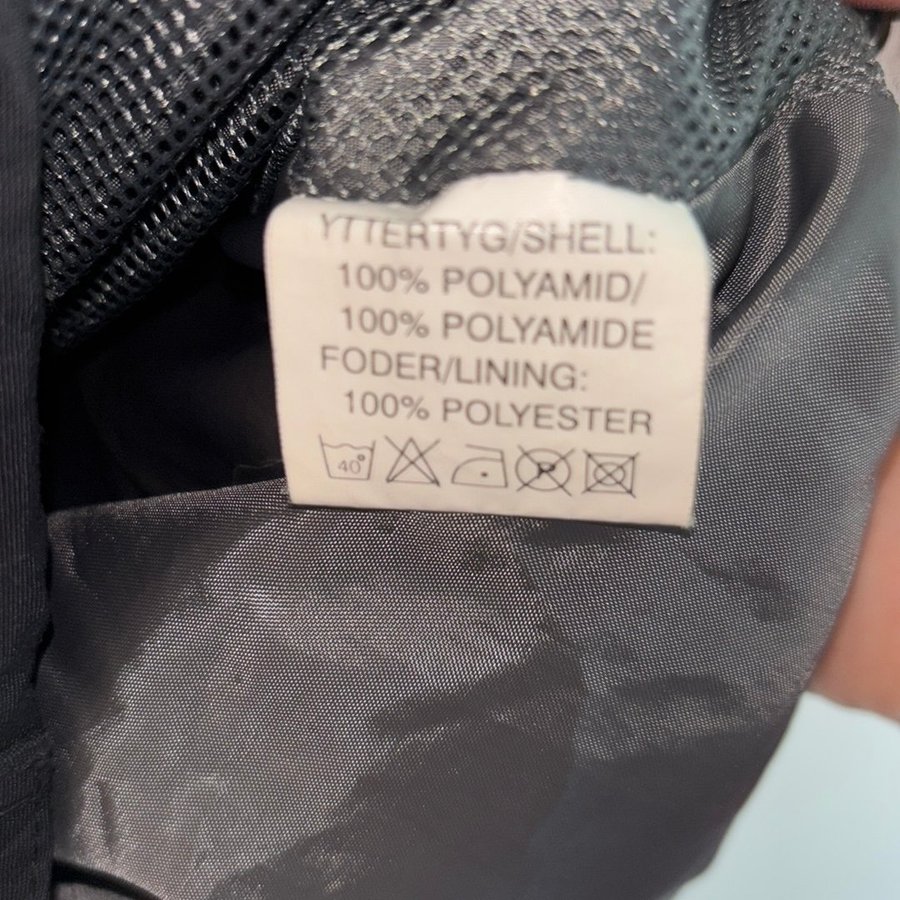 YTTERTYG/SHELL:
100% POLYAMID/
100% POLYAMIDE
FODER/LINING:
100% POLYESTER
40° P